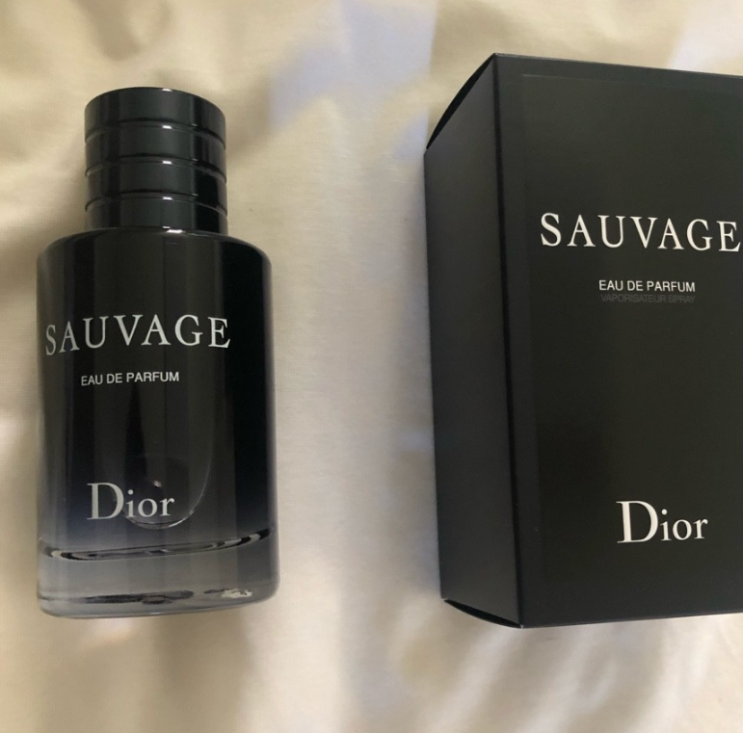 SAUVAGE
EAU DE PARFUM
Dior
SAUVAGE
EAU DE PARFUM
VAPORISATEUR SPRAY
Dior